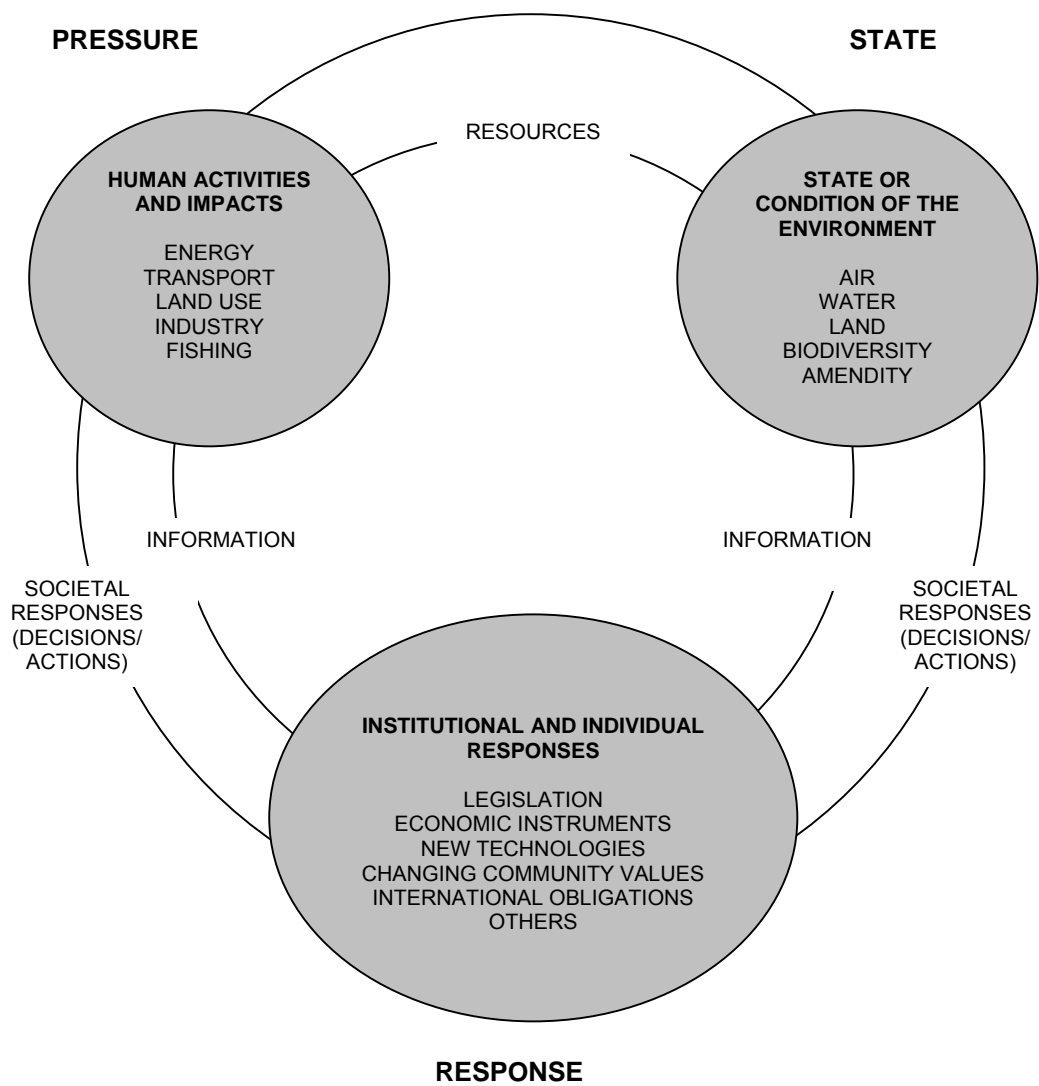 PRESSURE
STATE
RESOURCES
HUMAN ACTIVITIES
AND IMPACTS
ENERGY
TRANSPORT
LAND USE
INDUSTRY
FISHING
STATE OR
CONDITION OF THE
ENVIRONMENT
AIR
WATER
LAND
BIODIVERSITY
AMENDITY
INFORMATION
INFORMATION
SOCIETAL
RESPONSES
(DECISIONS/
ACTIONS)
SOCIETAL
RESPONSES
(DECISIONS/
ACTIONS)
INSTITUTIONAL AND INDIVIDUAL
RESPONSES
LEGISLATION
ECONOMIC INSTRUMENTS
NEW TECHNOLOGIES
CHANGING COMMUNITY VALUES
INTERNATIONAL OBLIGATIONS
OTHERS
RESPONSE